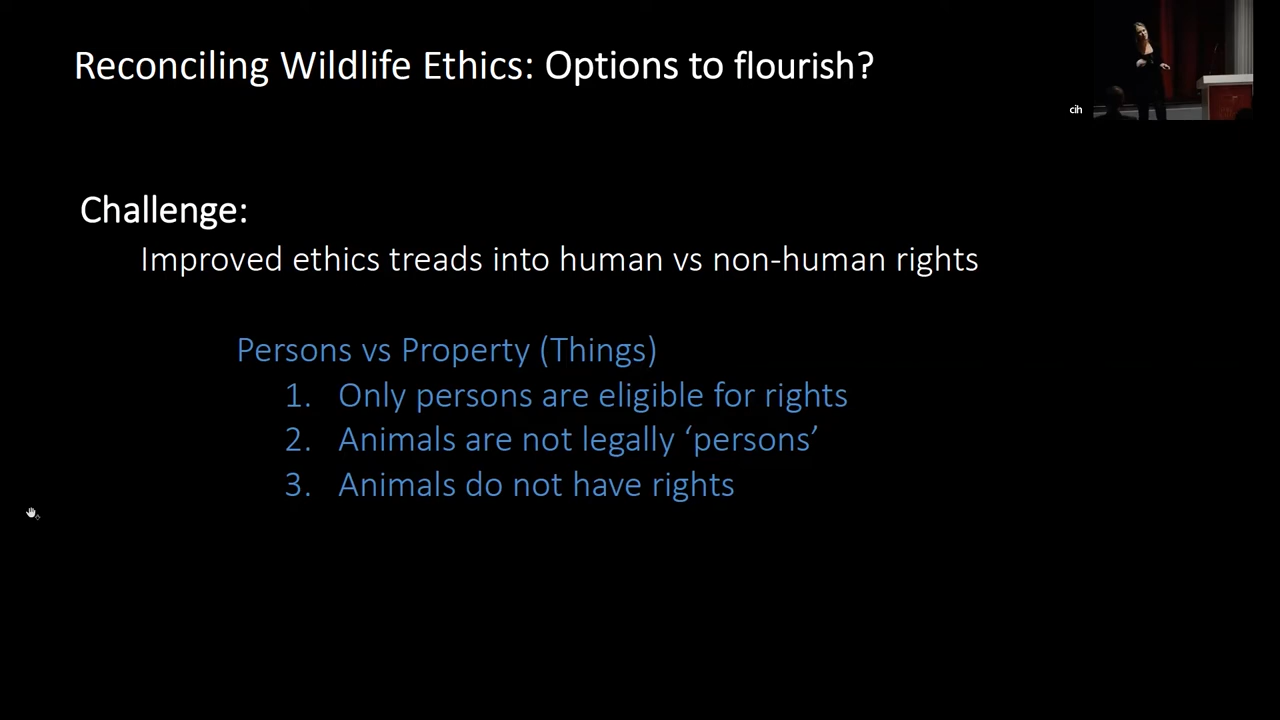 Reconciling Wildlife Ethics: Options to flourish?
cih
Challenge:
Improved ethics treads into human vs non-human rights
Persons vs Property (Things)
1. Only persons are eligible for rights
2. Animals are not legally ‘persons’
3. Animals do not have rights